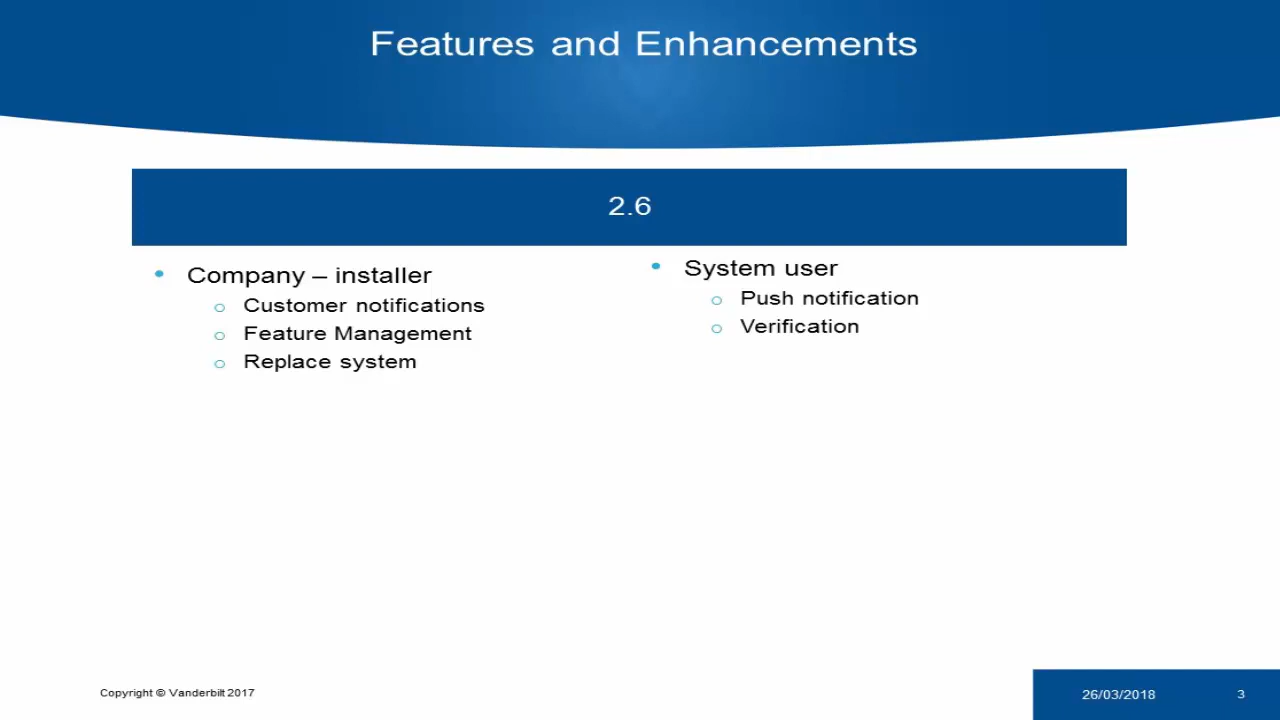 Features and Enhancements
2.6
• Company – installer
o Customer notifications
o Feature Management
o Replace system
• System user
o Push notification
o Verification
Copyright © Vanderbilt 2017
26/03/2018
3